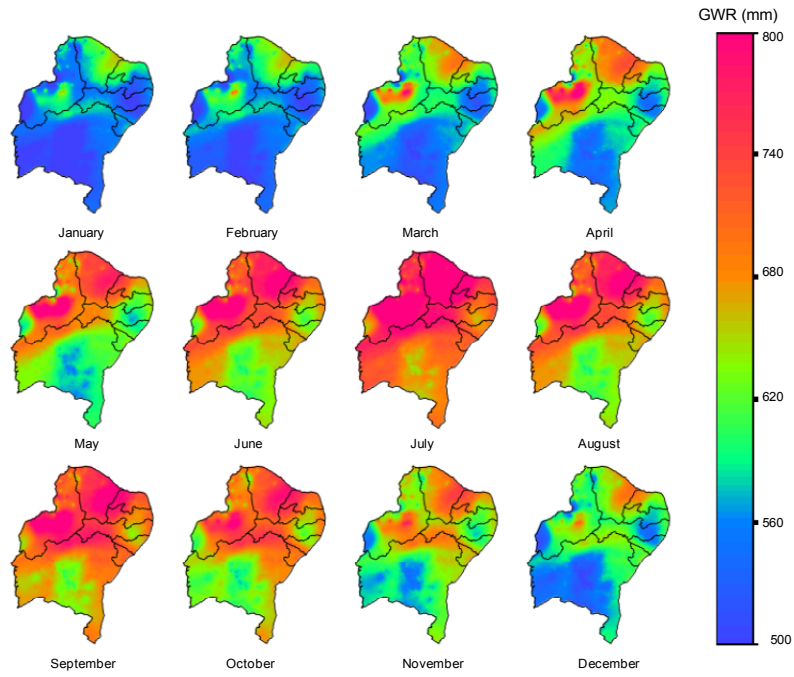 GWR (mm)
800
740
680
620
560
500
January February March April
May June July August
September October November December